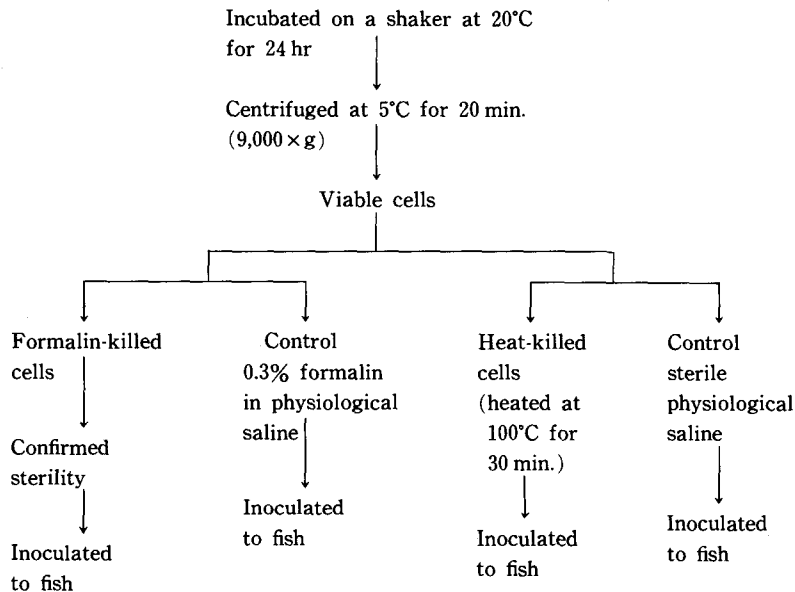 Incubated on a shaker at 20°C
for 24 hr
Centrifuged at 5°C for 20 min.
(9,000 × g)
Viable cells
Formalin-killed
cells
Confirmed
sterility
Inoculated
to fish
Control
0.3% formalin
in physiological
saline
Inoculated
to fish
Heat-killed
cells
(heated at
100°C for
30 min.)
Inoculated
to fish
Control
sterile
physiological
saline
Inoculated
to fish